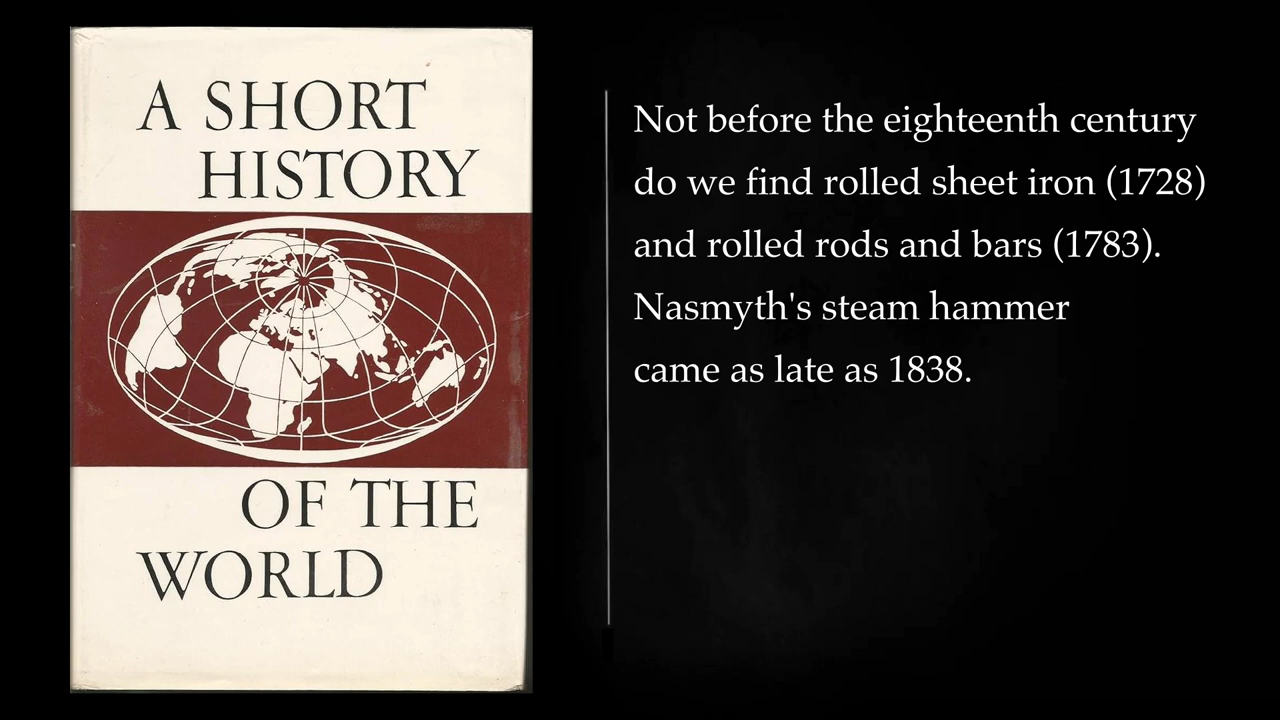 A SHORT
HISTORY
OF THE
WORLD
Not before the eighteenth century
do we find rolled sheet iron (1728)
and rolled rods and bars (1783).
Nasmyth's steam hammer
came as late as 1838.